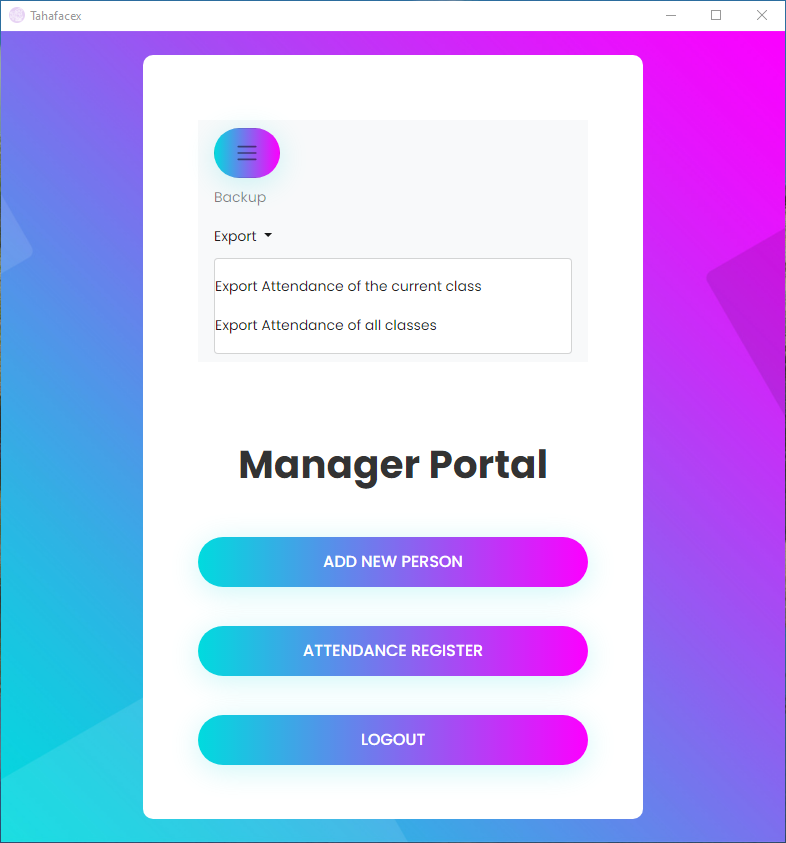 Tahafacex
Backup
Export
Export Attendance of the current class
Export Attendance of all classes
Manager Portal
ADD NEW PERSON
ATTENDANCE REGISTER
LOGOUT